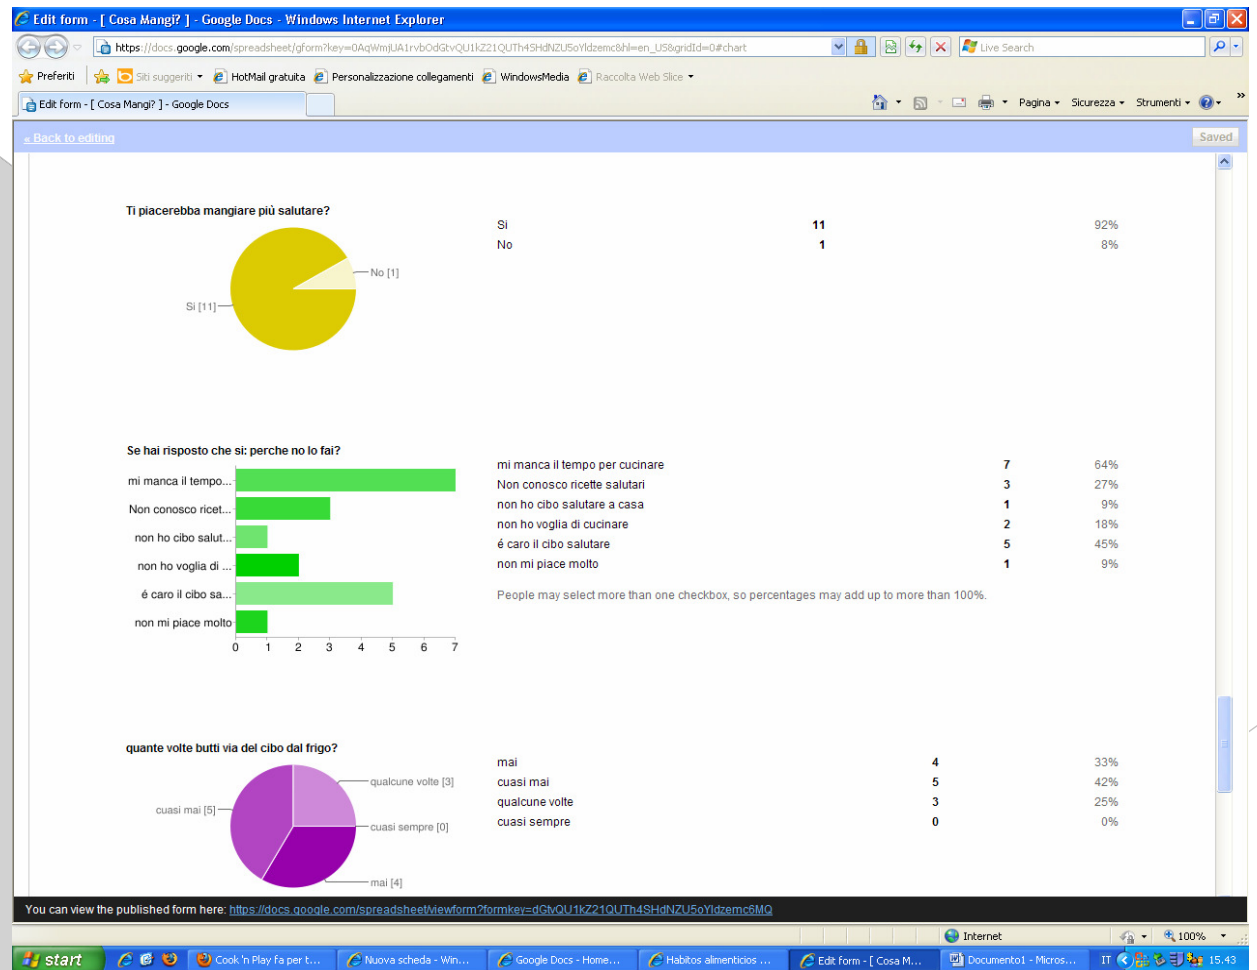 Edit form - [ Cosa Mangi? ] - Google Docs - Windows Internet Explorer
https://docs.google.com/spreadsheet/gform?key=0AqWmjUA1rvbOdGtvQU1kZ21QUTh4SHdNZU5oYldzemc&hl=en_US&gridId=0#chart
Live Search
Preferiti Siti suggeriti HotMail gratuita Personalizzazione collegamenti WindowsMedia Raccolta Web Slice
Edit form - [ Cosa Mangi? ] - Google Docs
Pagina Sicurezza Strumenti »
« Back to editing Saved
Ti piacerebba mangiare più salutare?
Si 11 92%
No 1 8%
No [1]
Si [11]
Se hai risposto che si: perche no lo fai?
mi manca il tempo...
Non conosco ricet...
non ho cibo salut...
non ho voglia di ...
é caro il cibo sa...
non mi piace molto
0 1 2 3 4 5 6 7
mi manca il tempo per cucinare 7 64%
Non conosco ricette salutari 3 27%
non ho cibo salutare a casa 1 9%
non ho voglia di cucinare 2 18%
é caro il cibo salutare 5 45%
non mi piace molto 1 9%
People may select more than one checkbox, so percentages may add up to more than 100%.
quante volte butti via del cibo dal frigo?
qualcune volte [3]
cuasi mai [5]
cuasi sempre [0]
mai [4]
mai 4 33%
cuasi mai 5 42%
qualcune volte 3 25%
cuasi sempre 0 0%
You can view the published form here: https://docs.google.com/spreadsheet/viewform?formkey=dGtvQU1kZ21QUTh4SHdNZU5oYldzemc6MQ
Internet 100%
start Cook 'n Play fa per t... Nuova scheda - Win... Google Docs - Home... Habitos alimenticios ... Edit form - [ Cosa M... Documento1 - Micros... IT 15.43